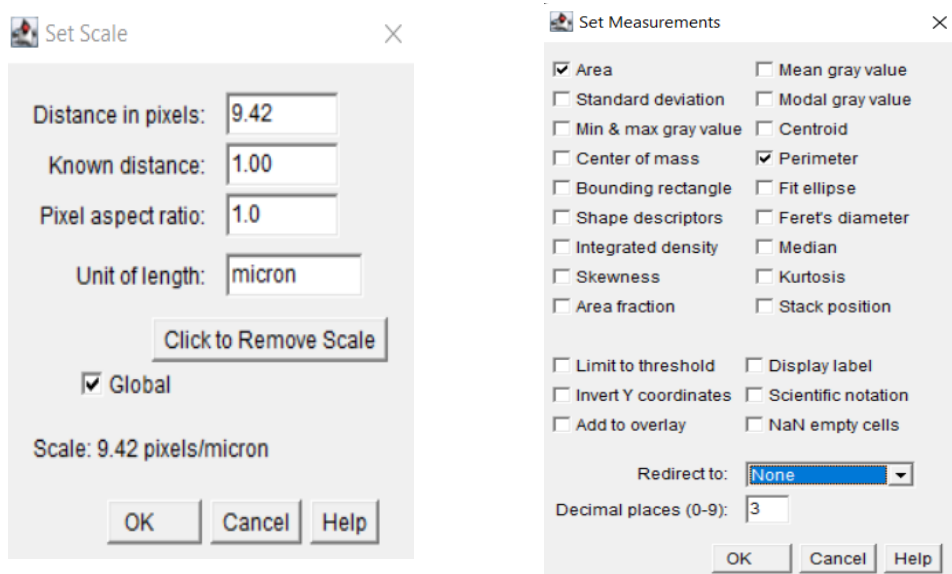 Set Scale
Distance in pixels: 9.42
Known distance: 1.00
Pixel aspect ratio: 1.0
Unit of length: micron
Click to Remove Scale
Global
Scale: 9.42 pixels/micron
OK Cancel Help
Set Measurements
Area Mean gray value
Standard deviation Modal gray value
Min & max gray value Centroid
Center of mass Perimeter
Bounding rectangle Fit ellipse
Shape descriptors Feret's diameter
Integrated density Median
Skewness Kurtosis
Area fraction Stack position
Limit to threshold Display label
Invert Y coordinates Scientific notation
Add to overlay NaN empty cells
Redirect to: None
Decimal places (0-9): 3
OK Cancel Help